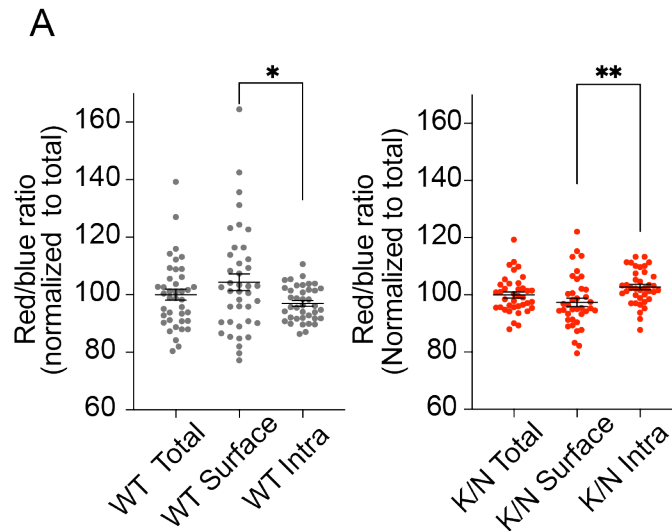 A
Red/blue ratio
(normalized to total)
160
140
120
100
80
60
*
WT Total
WT Surface
WT Intra
Red/blue ratio
(Normalized to total)
160
140
120
100
80
60
**
K/N Total
K/N Surface
K/N Intra